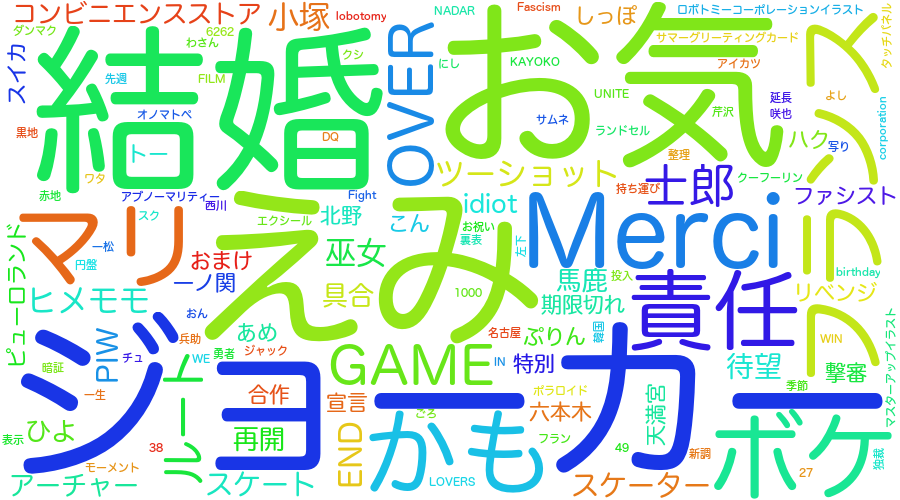 コンビニエンスストア
小塚
lobotomy
NADAR
Fascism
しっぽ
ロボトミーコーポレーションイラスト
ダンマク
6262
わさん
クシ
サマーグリーティングカード
タッチパネル
スイカ
先週
FILM
OVER
KAYOKO
にし
アイカツ
結婚
お気
UNITE
延長
よし
オノマトペ
サムネ
芹沢
咲也
corporation
黒地
DQ
ランドセル
ハク
写り
トー
整理
フランス
ワタ
ツーショット
クーフーリン
赤地
アブノーマリティー
Fight
idiot
士郎
持ち運び
ファシスト
西川
マリ
スク
エクシール
北野
こん
お祝い
えみ
Merci
一松
裏表
左下
ピューロランド
円盤
おまけ
巫女
馬鹿
投入
birthday
一ノ関
具合
1000
期限切れ
責任
リベンジ
ヒメモモ
おん
あめ
名古屋
ぷりん
韓国
マスターアップイラスト
PIW
チュ
兵助
WIN
WE
勇者
ジャック
GAME
IN
特別
待望
撃審
暗証
ジョーカー
ルート
一生
合作
宣言
ポラロイド
六本木
天満宮
季節
ひよ
表示
再開
ごろ
かも
フラン
ボケ
38
END
49
新調
独裁
モーメント
27
アーチャー
スケート
LOVERS
スケーター